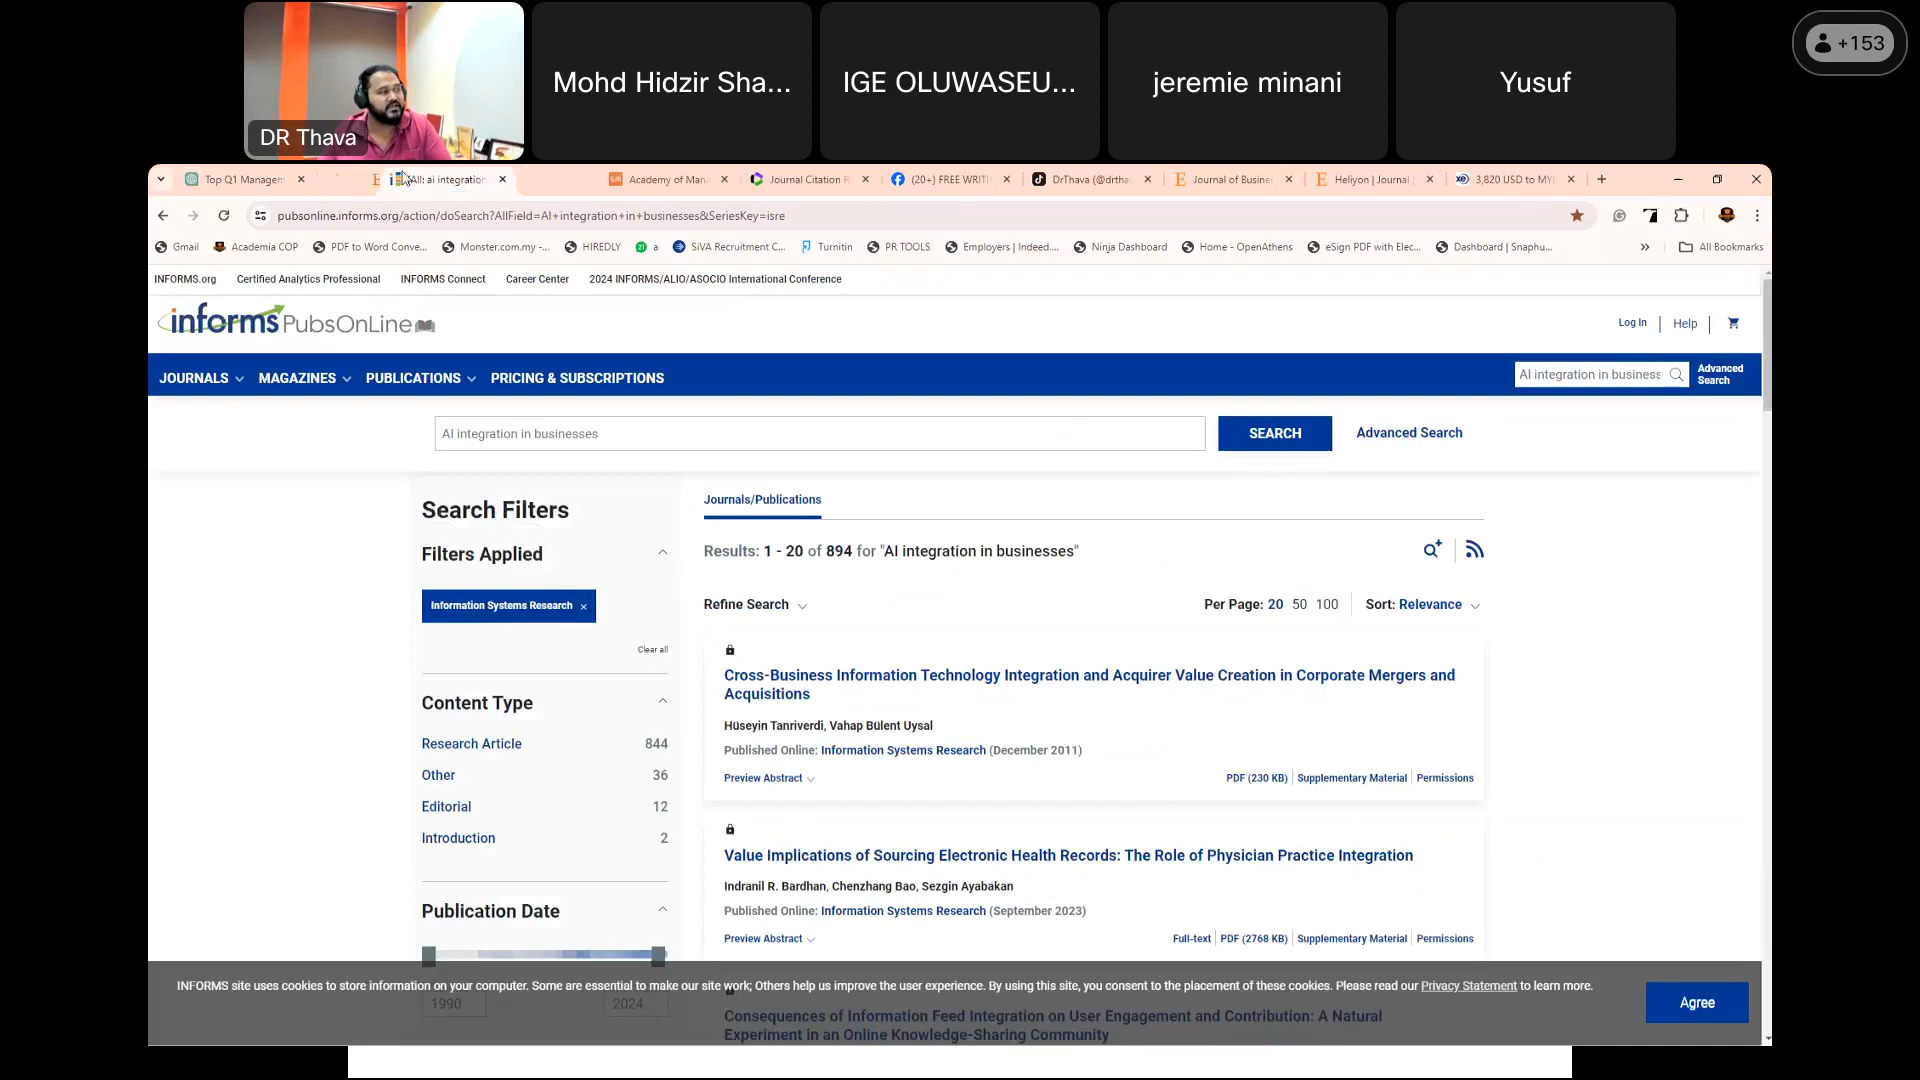 DR Thava
Mohd Hidzir Sha...
IGE OLUWASEU...
jeremie minani
Yusuf
+153
Top Q1 Managem
All: ai integration
Academy of Man
Journal Citation R
(20+) FREE WRITI
DrThava (@drtha
Journal of Busine
Heliyon | Journal
3,820 USD to MY
pubsonline.informs.org/action/doSearch?AllField=AI+integration+in+businesses&SeriesKey=isre
Gmail
Academia COP
PDF to Word Conve...
Monster.com.my -...
HIREDLY
a
SiVA Recruitment C...
Turnitin
PR TOOLS
Employers | Indeed....
Ninja Dashboard
Home - OpenAthens
eSign PDF with Elec...
Dashboard | Snaphu...
All Bookmarks
INFORMS.org
Certified Analytics Professional
INFORMS Connect
Career Center
2024 INFORMS/ALIO/ASOCIO International Conference
informs PubsOnLine
Log In
Help
JOURNALS
MAGAZINES
PUBLICATIONS
PRICING & SUBSCRIPTIONS
AI integration in business
Advanced Search
AI integration in businesses
SEARCH
Advanced Search
Search Filters
Filters Applied
Information Systems Research ×
Clear all
Content Type
Research Article 844
Other 36
Editorial 12
Introduction 2
Publication Date
1990
2024
Journals/Publications
Results: 1 - 20 of 894 for "AI integration in businesses"
Refine Search
Per Page: 20 50 100
Sort: Relevance
Cross-Business Information Technology Integration and Acquirer Value Creation in Corporate Mergers and
Acquisitions
Hüseyin Tanriverdi, Vahap Bülent Uysal
Published Online: Information Systems Research (December 2011)
Preview Abstract
PDF (230 KB)
Supplementary Material
Permissions
Value Implications of Sourcing Electronic Health Records: The Role of Physician Practice Integration
Indranil R. Bardhan, Chenzhang Bao, Sezgin Ayabakan
Published Online: Information Systems Research (September 2023)
Preview Abstract
Full-text
PDF (2768 KB)
Supplementary Material
Permissions
Consequences of Information Feed Integration on User Engagement and Contribution: A Natural
Experiment in an Online Knowledge-Sharing Community
INFORMS site uses cookies to store information on your computer. Some are essential to make our site work; Others help us improve the user experience. By using this site, you consent to the placement of these cookies. Please read our Privacy Statement to learn more.
Agree